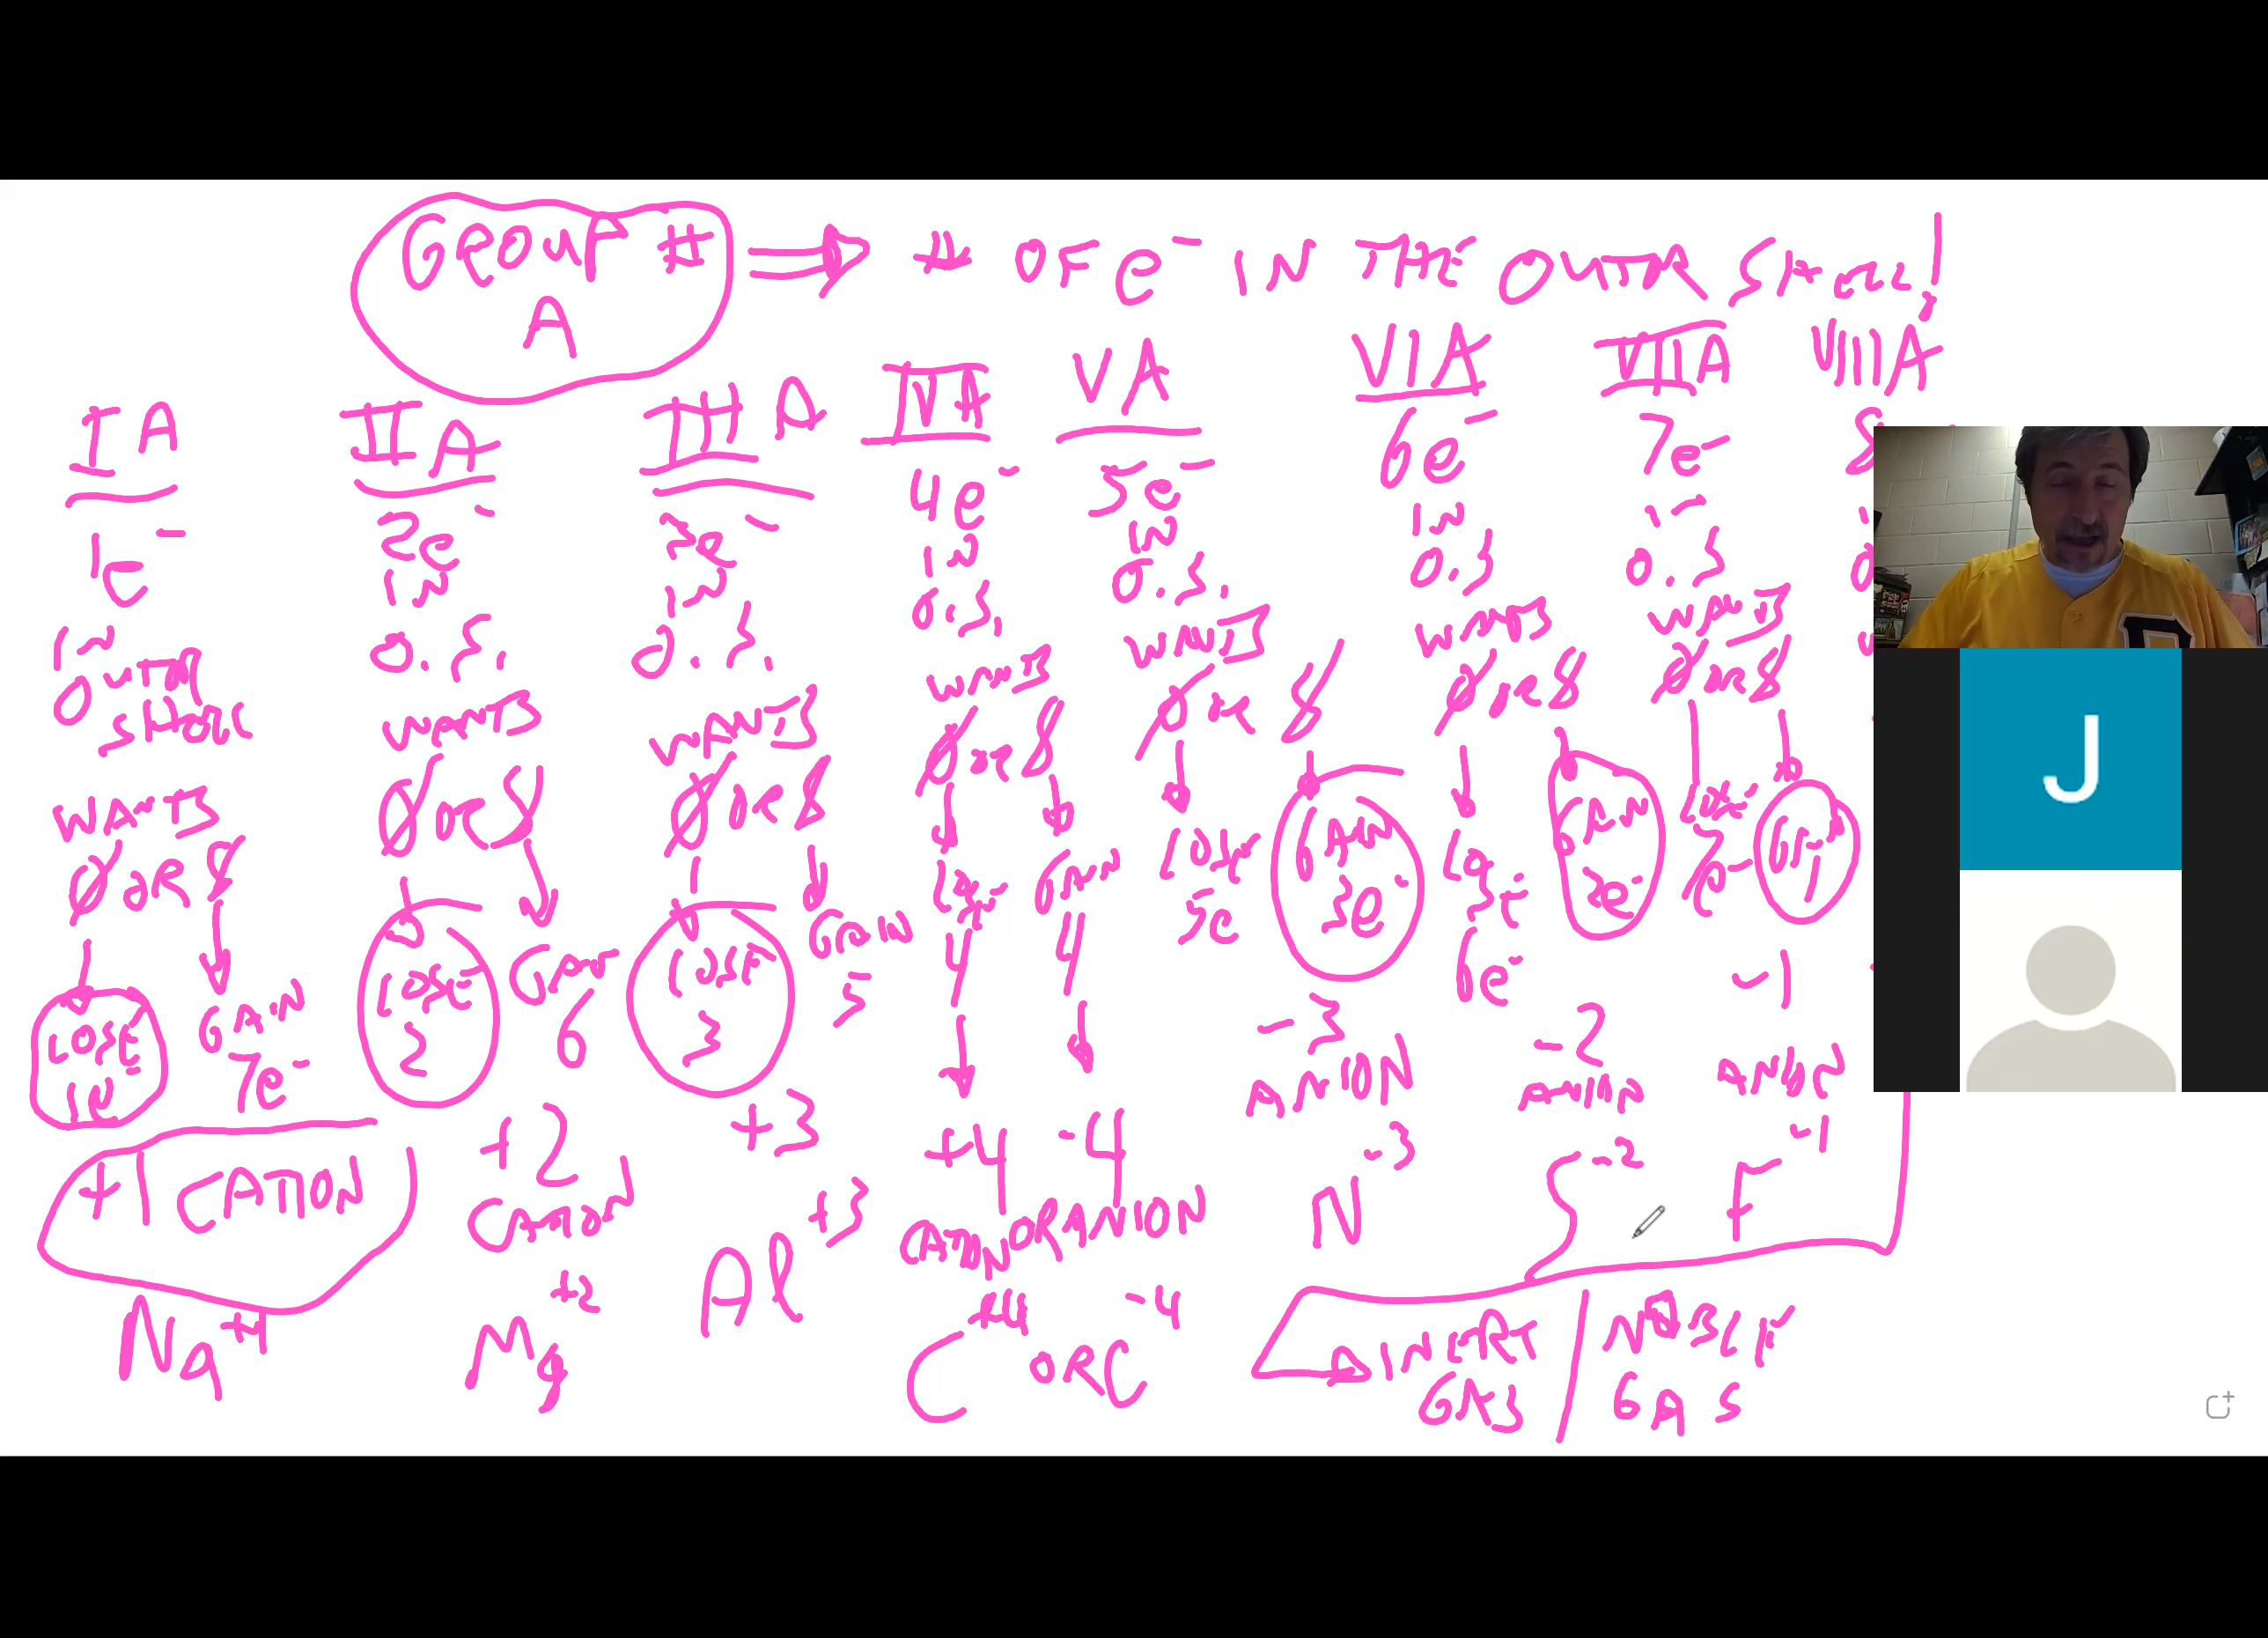 GROUP # A ⇒ # OF e⁻ IN THE OUTER SHELL!
IA
1e⁻
IN
OUTER
SHELL
WANTS
Ø OR 8
LOSE
1e⁻
GAIN
7e⁻
+1 CATION
Na+1
IIA
2e⁻
IN
O.S.
WANTS
Ø OR 8
LOSE
2
GAIN
6
+2
CATION
Mg+2
IIIA
3e⁻
IN
O.S.
WANTS
Ø OR 8
LOSE
3
GAIN
5
+3
Al+3
IVA
4e⁻
IN
O.S.
WANTS
Ø OR 8
LOSE
4
GAIN
4
+4 -4
CATION OR ANION
C+4 OR C-4
VA
5e⁻
IN
O.S.
WANTS
Ø OR 8
LOSE
5e
GAIN
3e⁻
-3
ANION
N-3
VIA
6e⁻
IN
O.S
WANTS
Ø OR 8
LOSE
6e⁻
GAIN
2e⁻
-2
ANION
S-2
VIIA
7e⁻
IN
O.S
WANTS
Ø OR 8
LOSE
7e⁻
GAIN
1
-1
ANION
F-1
VIIIA
8
INERT
GAS
NOBLE
GAS
J